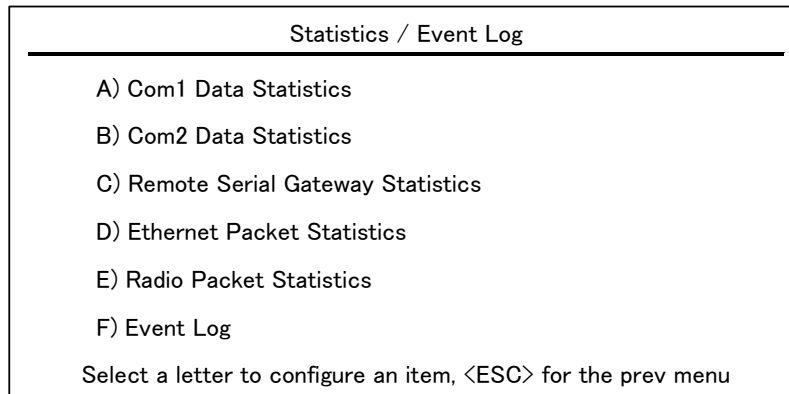 Statistics / Event Log
A) Com1 Data Statistics
B) Com2 Data Statistics
C) Remote Serial Gateway Statistics
D) Ethernet Packet Statistics
E) Radio Packet Statistics
F) Event Log
Select a letter to configure an item, <ESC> for the prev menu